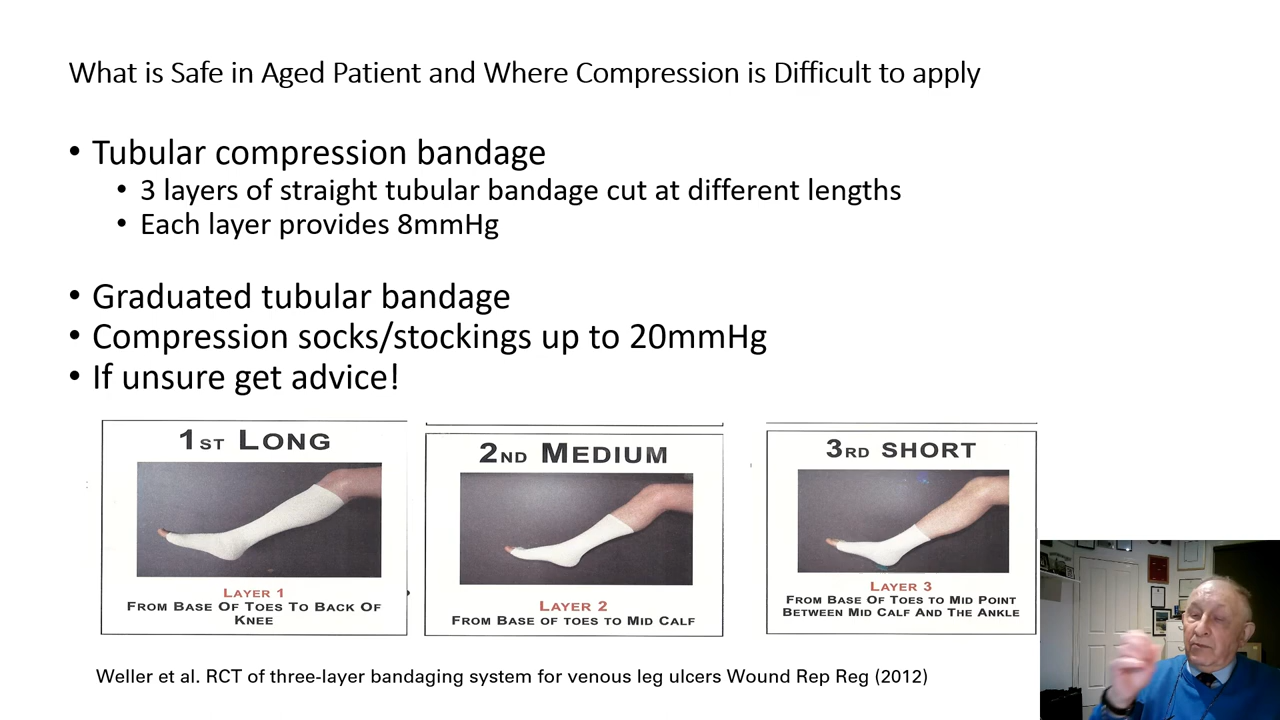 What is Safe in Aged Patient and Where Compression is Difficult to apply
• Tubular compression bandage
• 3 layers of straight tubular bandage cut at different lengths
• Each layer provides 8mmHg
• Graduated tubular bandage
• Compression socks/stockings up to 20mmHg
• If unsure get advice!
1ST LONG
LAYER 1
FROM BASE OF TOES TO BACK OF
KNEE
2ND MEDIUM
LAYER 2
FROM BASE OF TOES TO MID CALF
3RD SHORT
LAYER 3
FROM BASE OF TOES TO MID POINT
BETWEEN MID CALF AND THE ANKLE
Weller et al. RCT of three-layer bandaging system for venous leg ulcers Wound Rep Reg (2012)